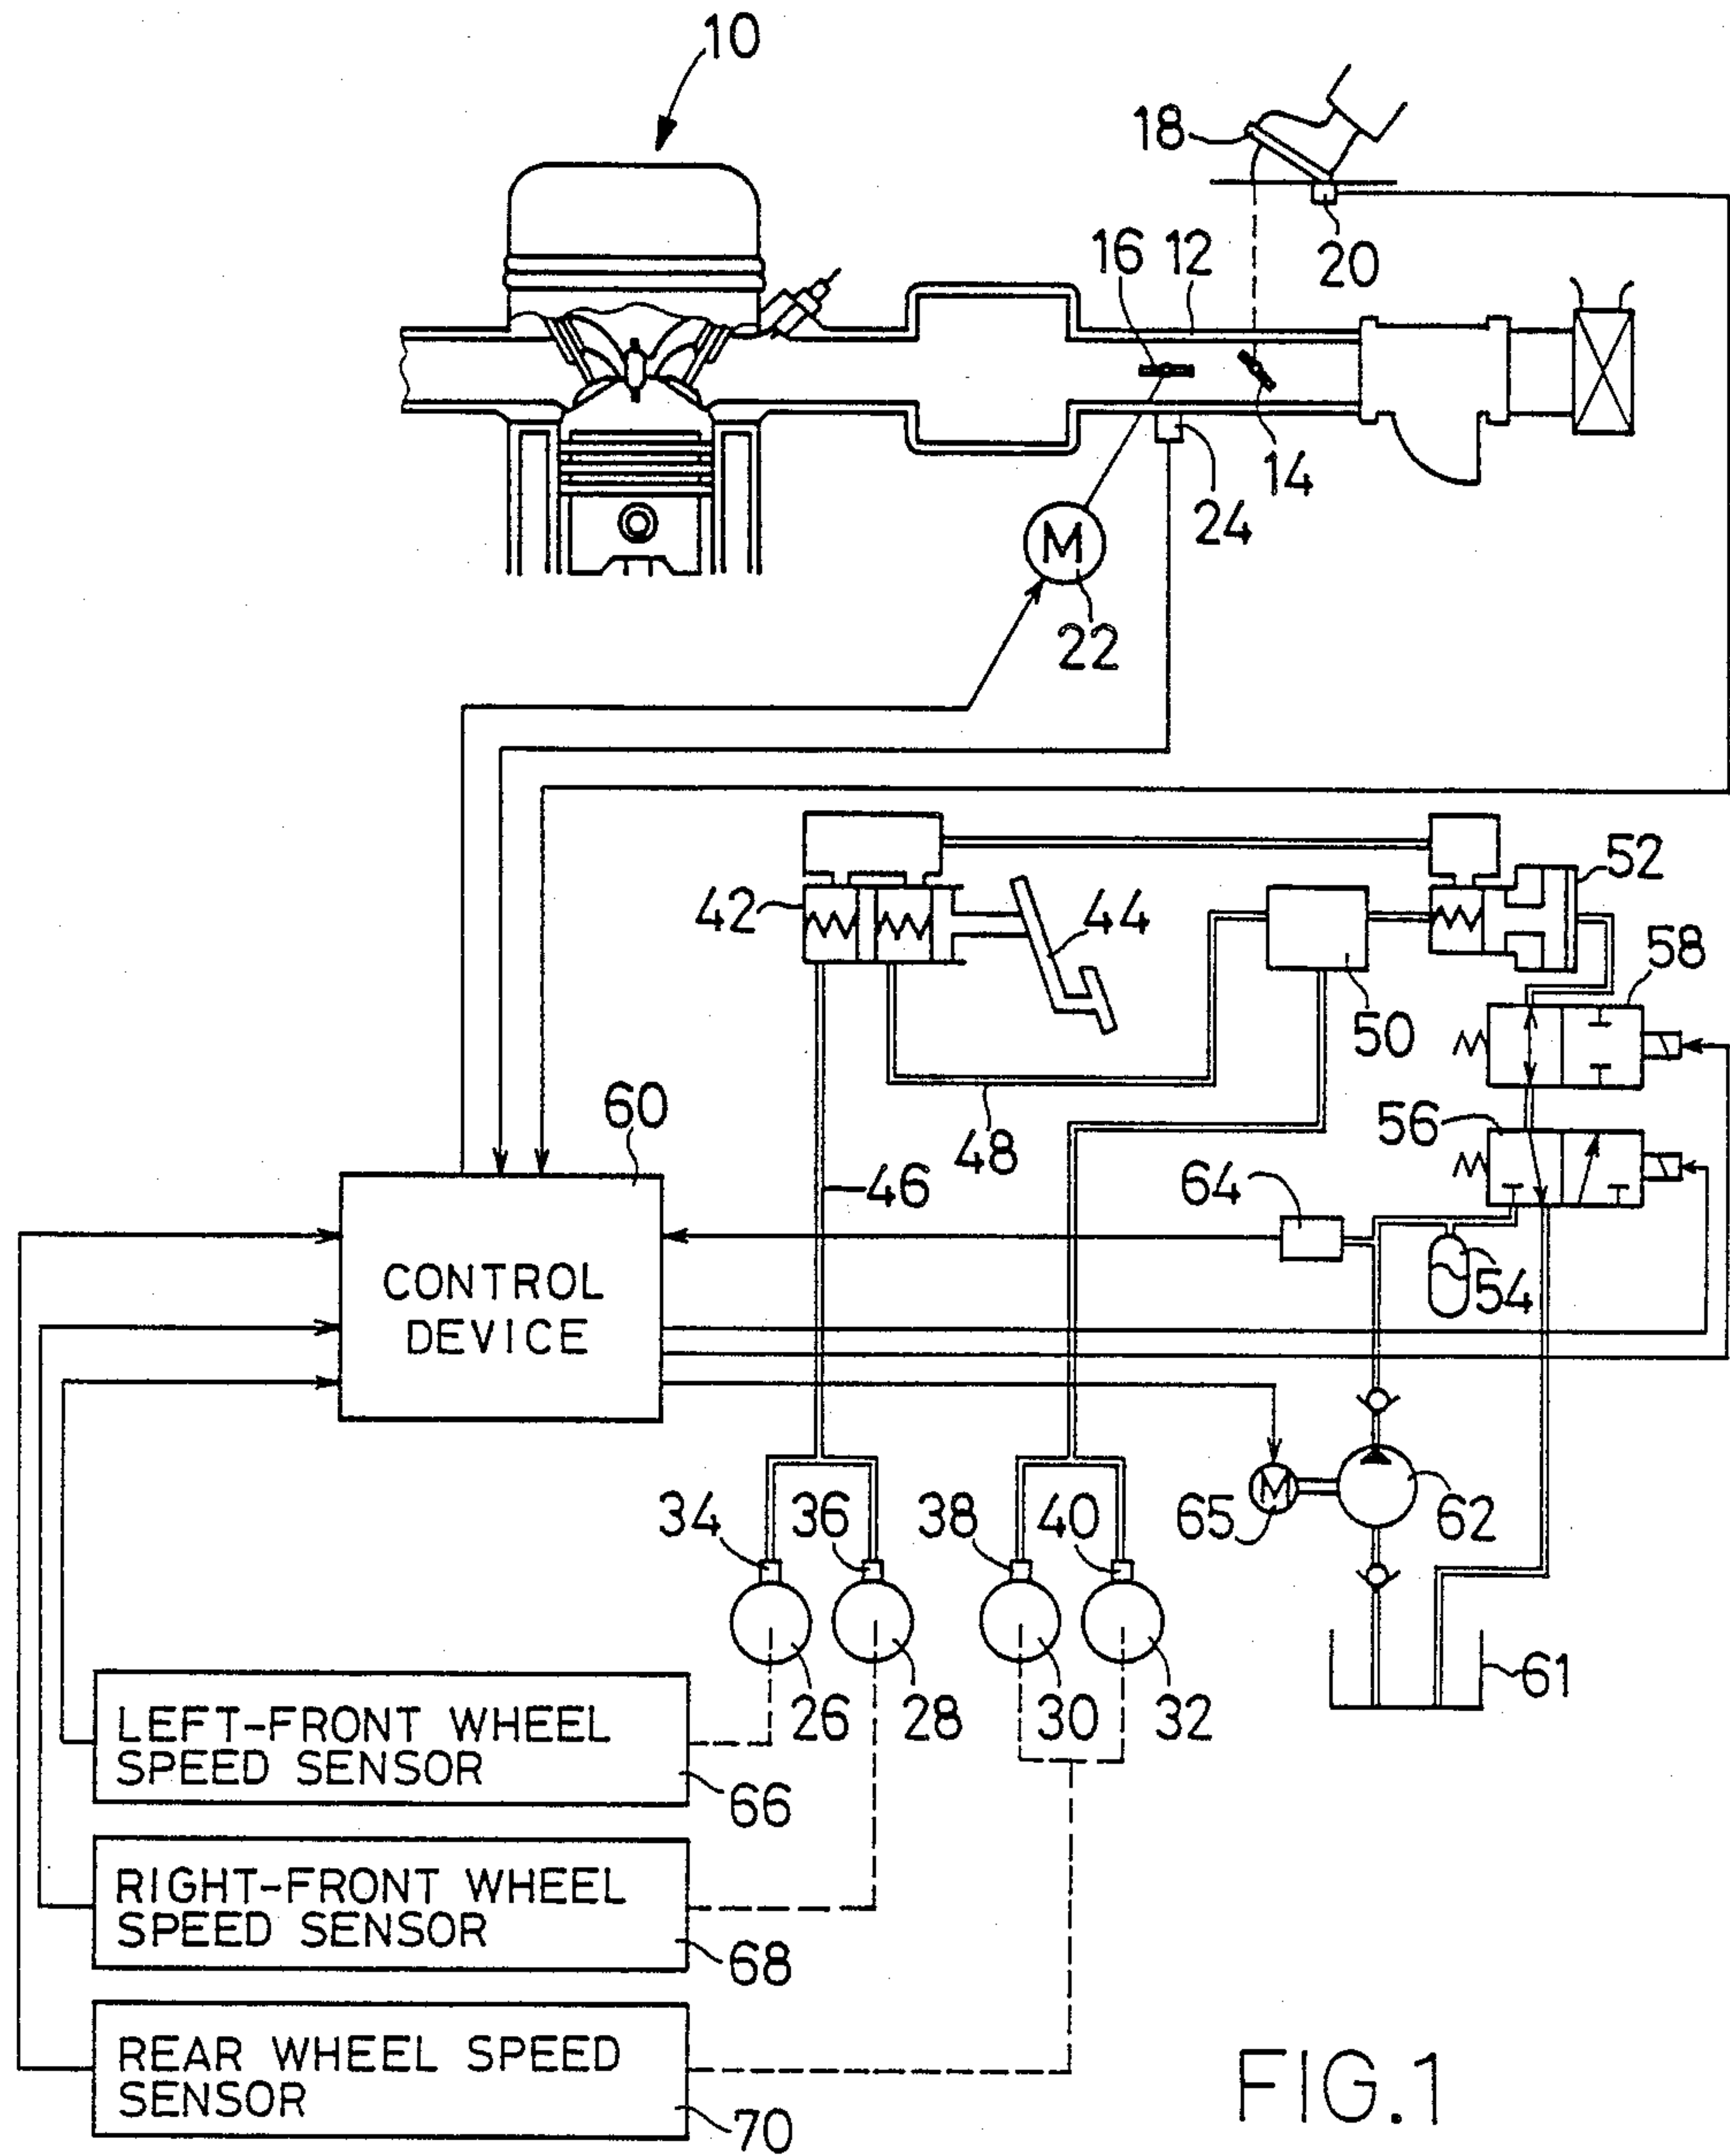 10
18
20
16 12
14
24
M
22
52
42
44
58
50
60
56
48
46
64
54
CONTROL
DEVICE
M
65
62
34
36
38
40
26
28
30
32
61
LEFT-FRONT WHEEL
SPEED SENSOR
66
RIGHT-FRONT WHEEL
SPEED SENSOR
68
REAR WHEEL SPEED
SENSOR
70
FIG.1